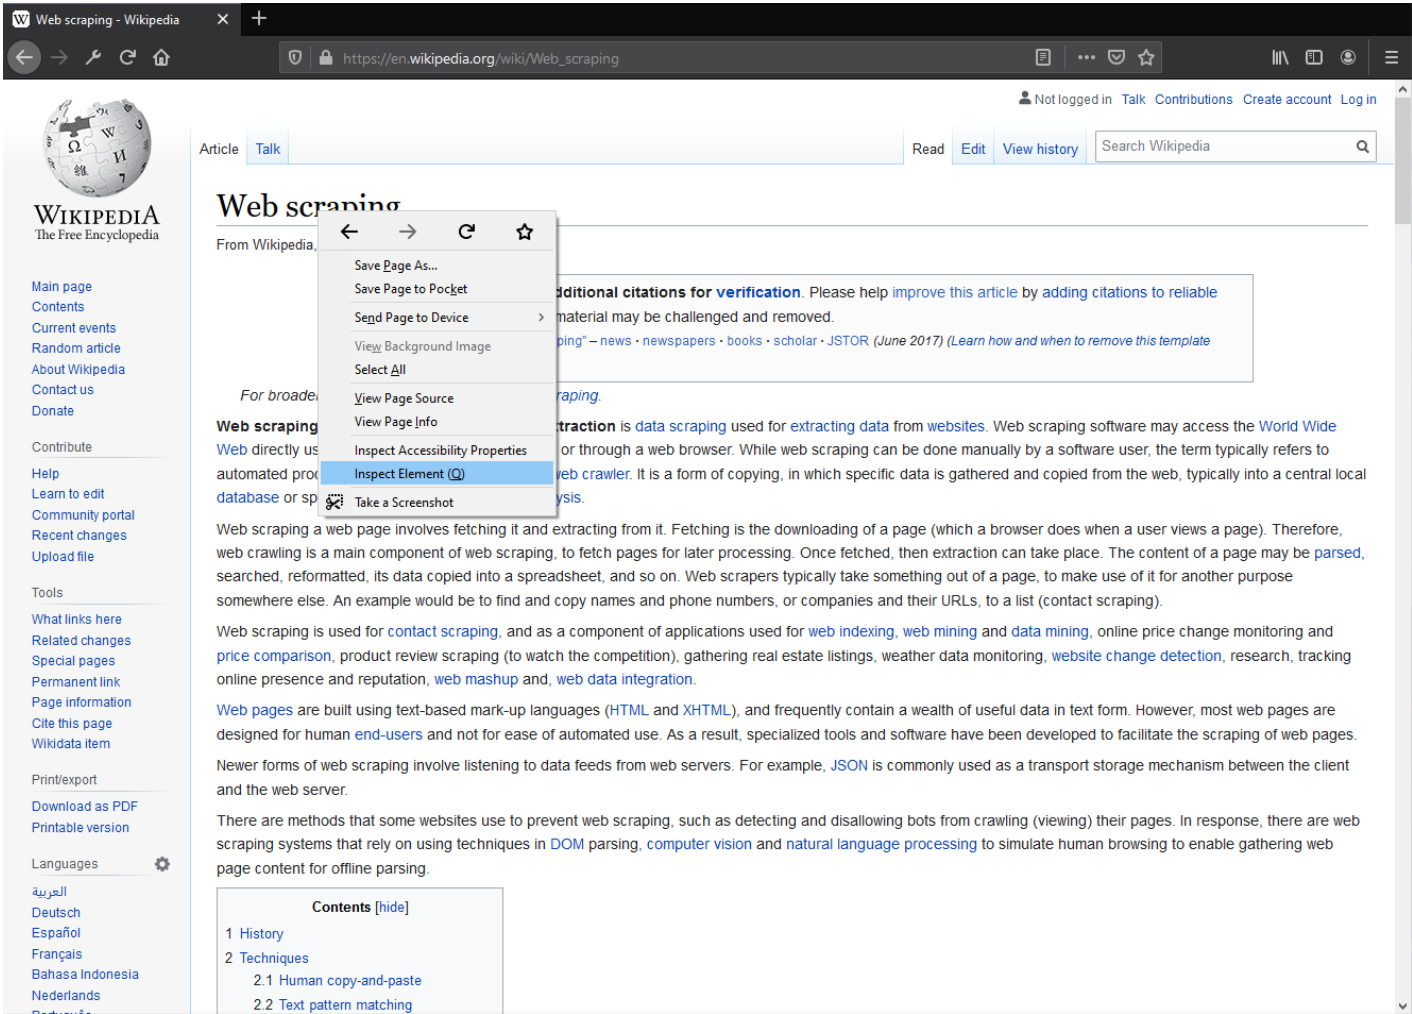 Web scraping - Wikipedia
https://en.wikipedia.org/wiki/Web_scraping
Not logged in Talk Contributions Create account Log in
Article Talk
Read Edit View history Search Wikipedia
WIKIPEDIA
The Free Encyclopedia
Main page
Contents
Current events
Random article
About Wikipedia
Contact us
Donate
Contribute
Help
Learn to edit
Community portal
Recent changes
Upload file
Tools
What links here
Related changes
Special pages
Permanent link
Page information
Cite this page
Wikidata item
Print/export
Download as PDF
Printable version
Languages
العربية
Deutsch
Español
Français
Bahasa Indonesia
Nederlands
Web scraping
From Wikipedia,
Save Page As...
Save Page to Pocket
Send Page to Device
View Background Image
Select All
View Page Source
View Page Info
Inspect Accessibility Properties
Inspect Element (Q)
Take a Screenshot
additional citations for verification. Please help improve this article by adding citations to reliable
material may be challenged and removed.
ping" – news · newspapers · books · scholar · JSTOR (June 2017) (Learn how and when to remove this template
For broade raping.
Web scraping traction is data scraping used for extracting data from websites. Web scraping software may access the World Wide
Web directly us or through a web browser. While web scraping can be done manually by a software user, the term typically refers to
automated pro web crawler. It is a form of copying, in which specific data is gathered and copied from the web, typically into a central local
database or sp ysis.
Web scraping a web page involves fetching it and extracting from it. Fetching is the downloading of a page (which a browser does when a user views a page). Therefore,
web crawling is a main component of web scraping, to fetch pages for later processing. Once fetched, then extraction can take place. The content of a page may be parsed,
searched, reformatted, its data copied into a spreadsheet, and so on. Web scrapers typically take something out of a page, to make use of it for another purpose
somewhere else. An example would be to find and copy names and phone numbers, or companies and their URLs, to a list (contact scraping).
Web scraping is used for contact scraping, and as a component of applications used for web indexing, web mining and data mining, online price change monitoring and
price comparison, product review scraping (to watch the competition), gathering real estate listings, weather data monitoring, website change detection, research, tracking
online presence and reputation, web mashup and, web data integration.
Web pages are built using text-based mark-up languages (HTML and XHTML), and frequently contain a wealth of useful data in text form. However, most web pages are
designed for human end-users and not for ease of automated use. As a result, specialized tools and software have been developed to facilitate the scraping of web pages.
Newer forms of web scraping involve listening to data feeds from web servers. For example, JSON is commonly used as a transport storage mechanism between the client
and the web server.
There are methods that some websites use to prevent web scraping, such as detecting and disallowing bots from crawling (viewing) their pages. In response, there are web
scraping systems that rely on using techniques in DOM parsing, computer vision and natural language processing to simulate human browsing to enable gathering web
page content for offline parsing.
Contents [hide]
1 History
2 Techniques
2.1 Human copy-and-paste
2.2 Text pattern matching